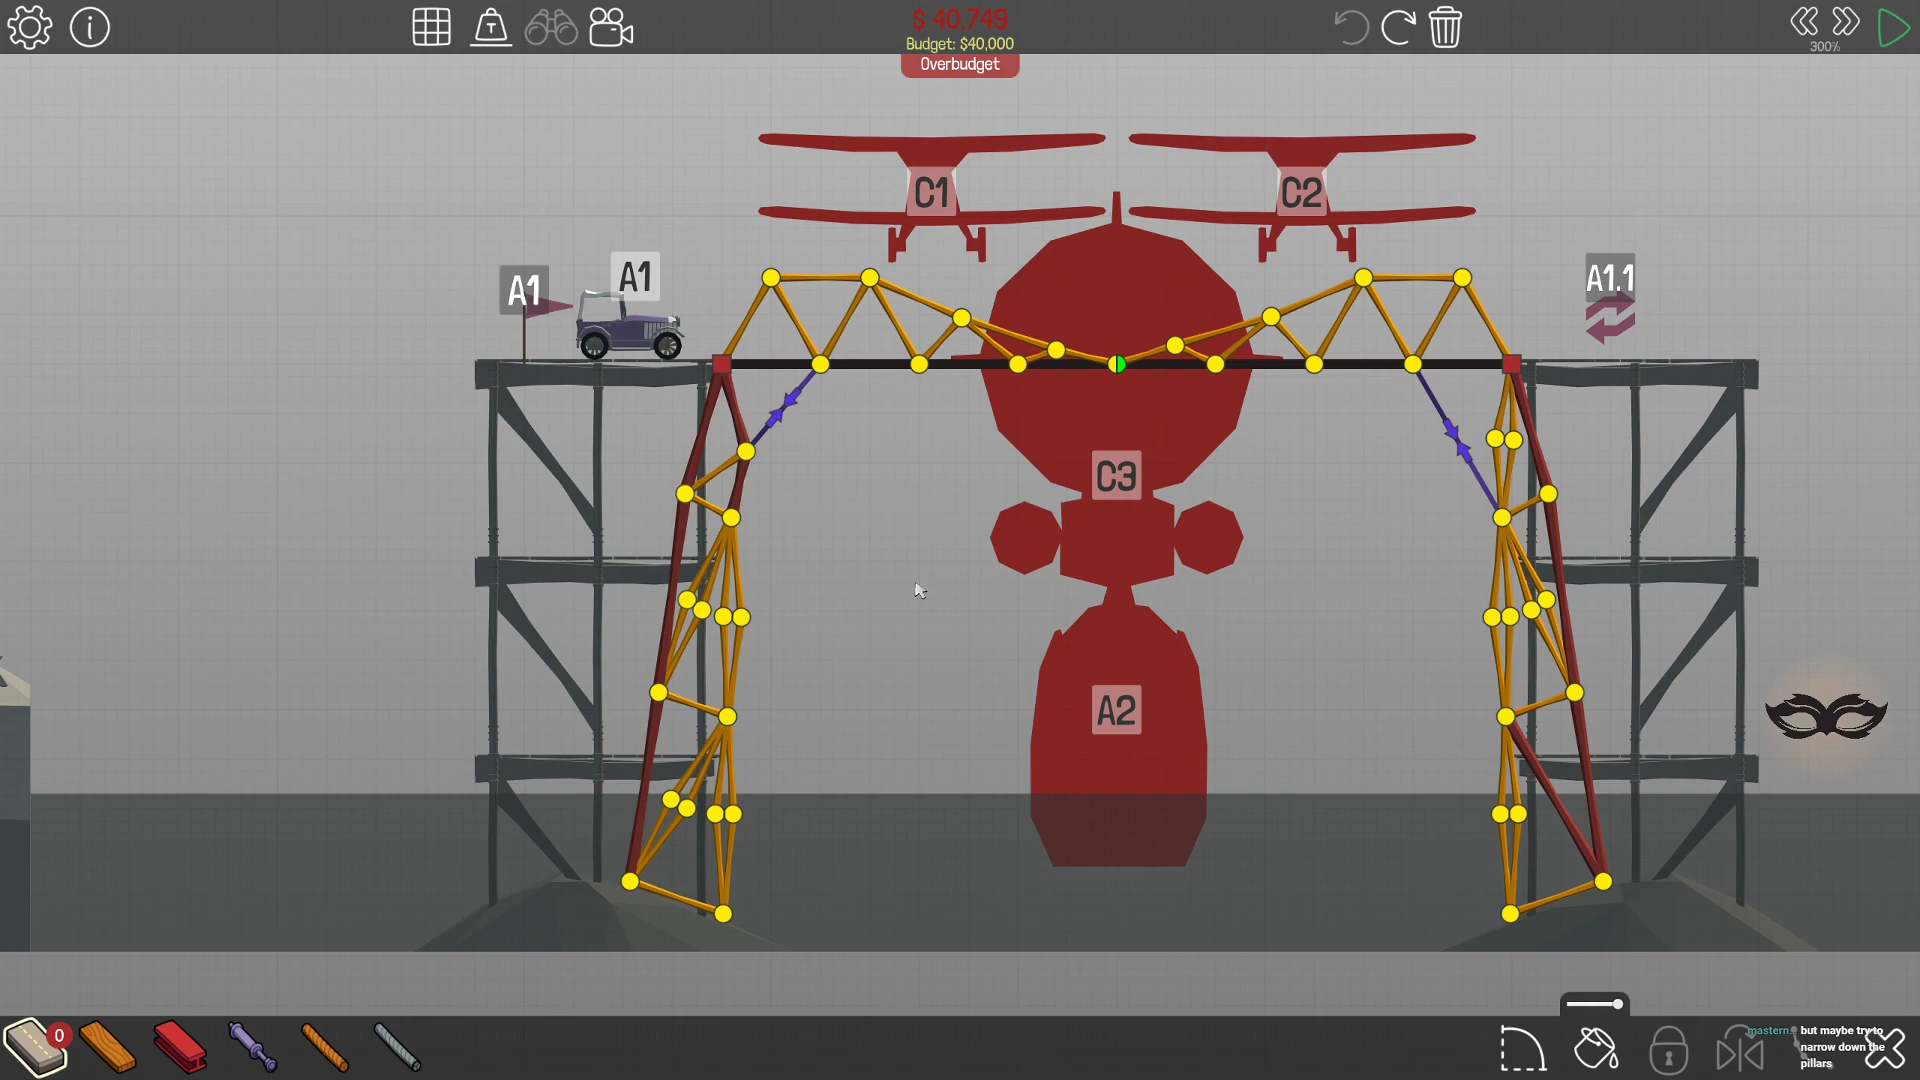 $ 40,749
Budget: $40,000
Overbudget
300%
C1
C2
A1
A1
A1.1
C3
A2
0
mastern... but maybe try to
narrow down the
pillars